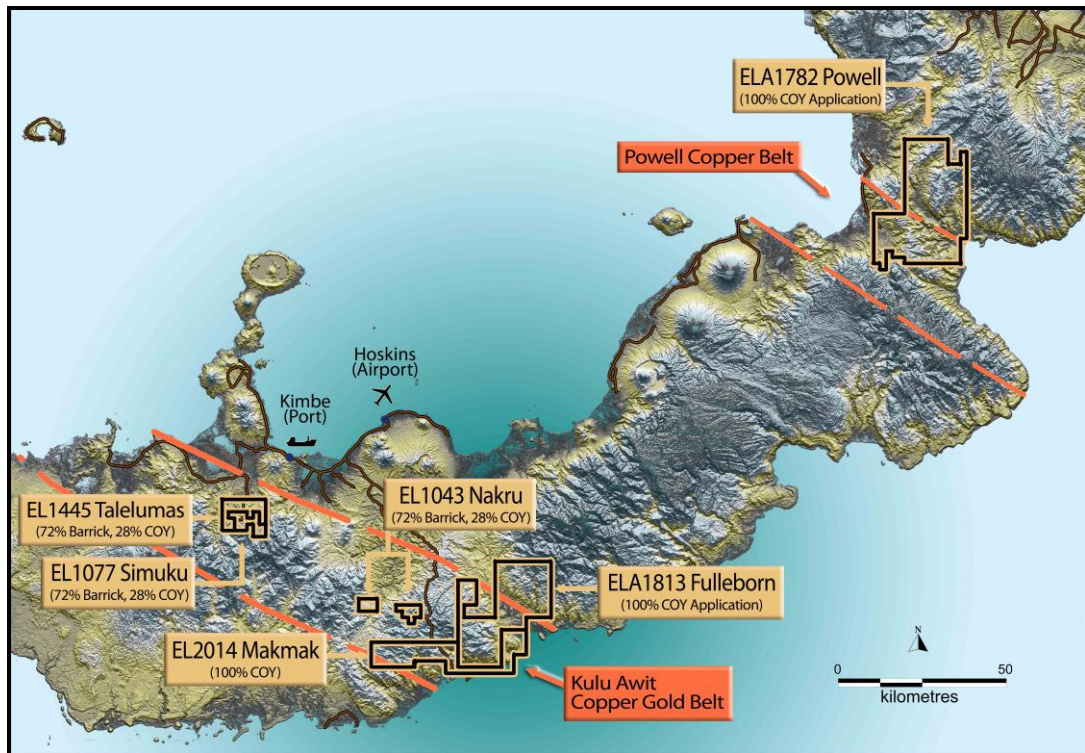 ELA1782 Powell
(100% COY Application)
Powell Copper Belt
Hoskins
(Airport)
Kimbe
(Port)
EL1445 Talelumas
(72% Barrick, 28% COY)
EL1043 Nakru
(72% Barrick, 28% COY)
EL1077 Simuku
(72% Barrick, 28% COY)
ELA1813 Fulleborn
(100% COY Application)
EL2014 Makmak
(100% COY)
Kulu Awit
Copper Gold Belt
N
0 50
kilometres